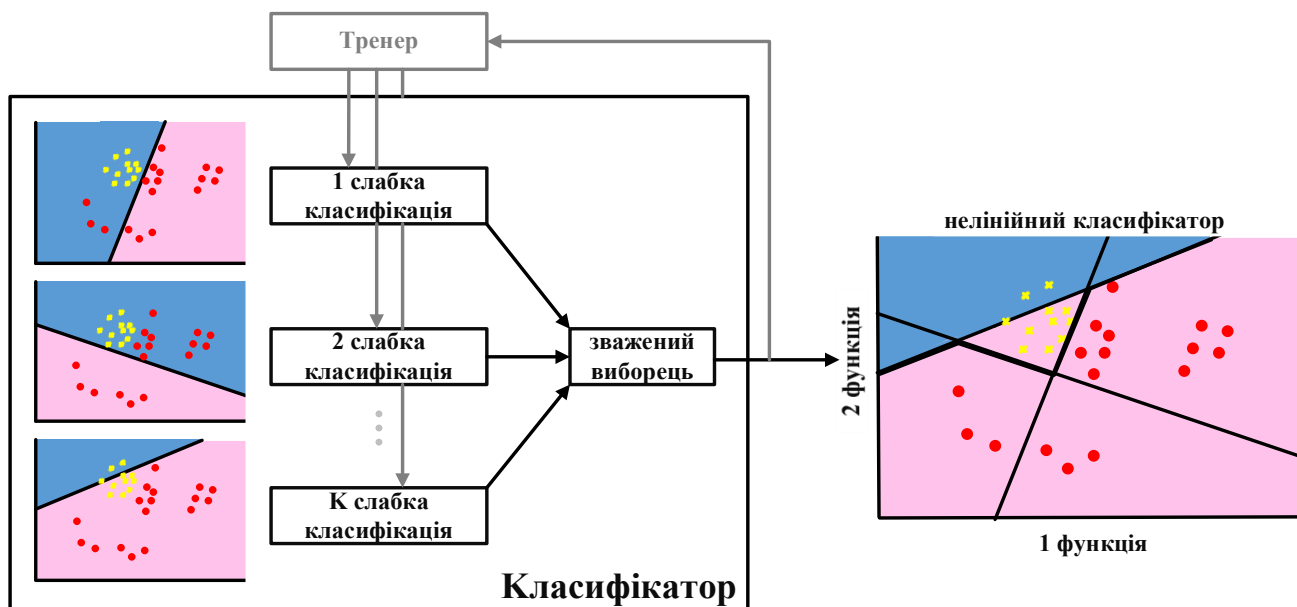 Тренер
1 слабка
класифікація
2 слабка
класифікація
K слабка
класифікація
зважений
виборець
Класифікатор
нелінійний класифікатор
2 функція
1 функція